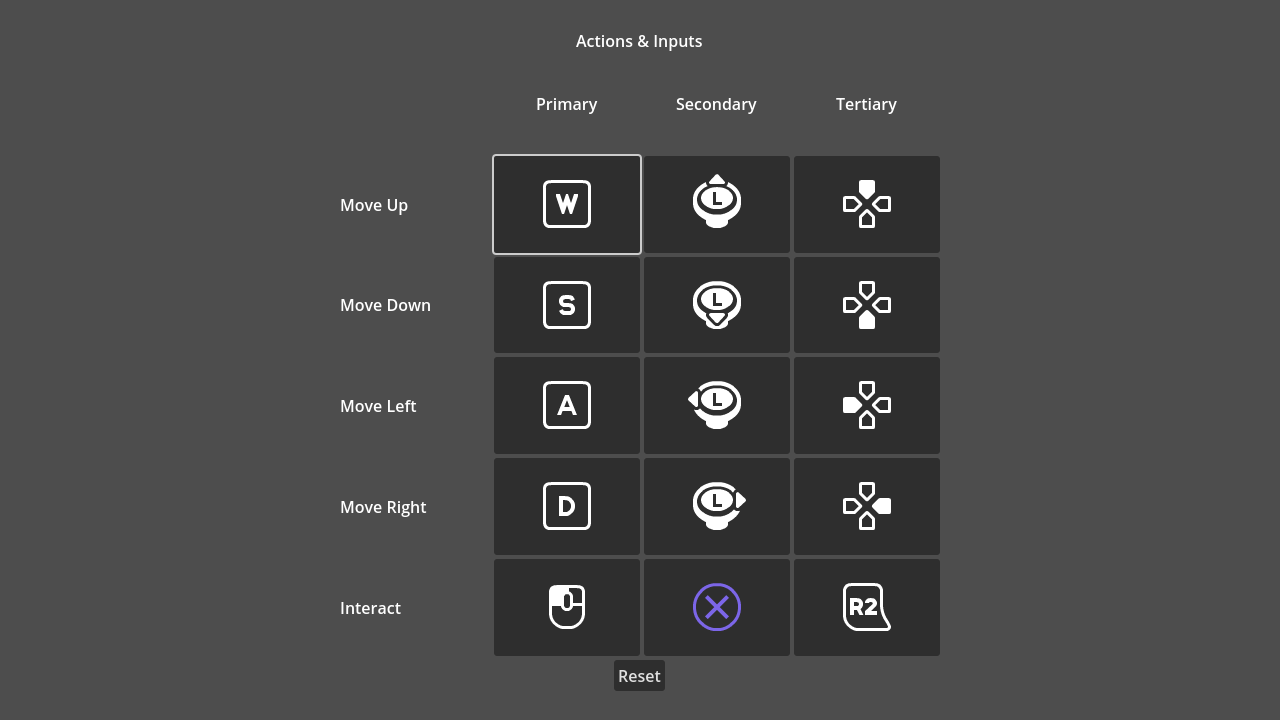 Actions & Inputs
Primary Secondary Tertiary
Move Up W L
Move Down S L
Move Left A L
Move Right D L
Interact R2
Reset